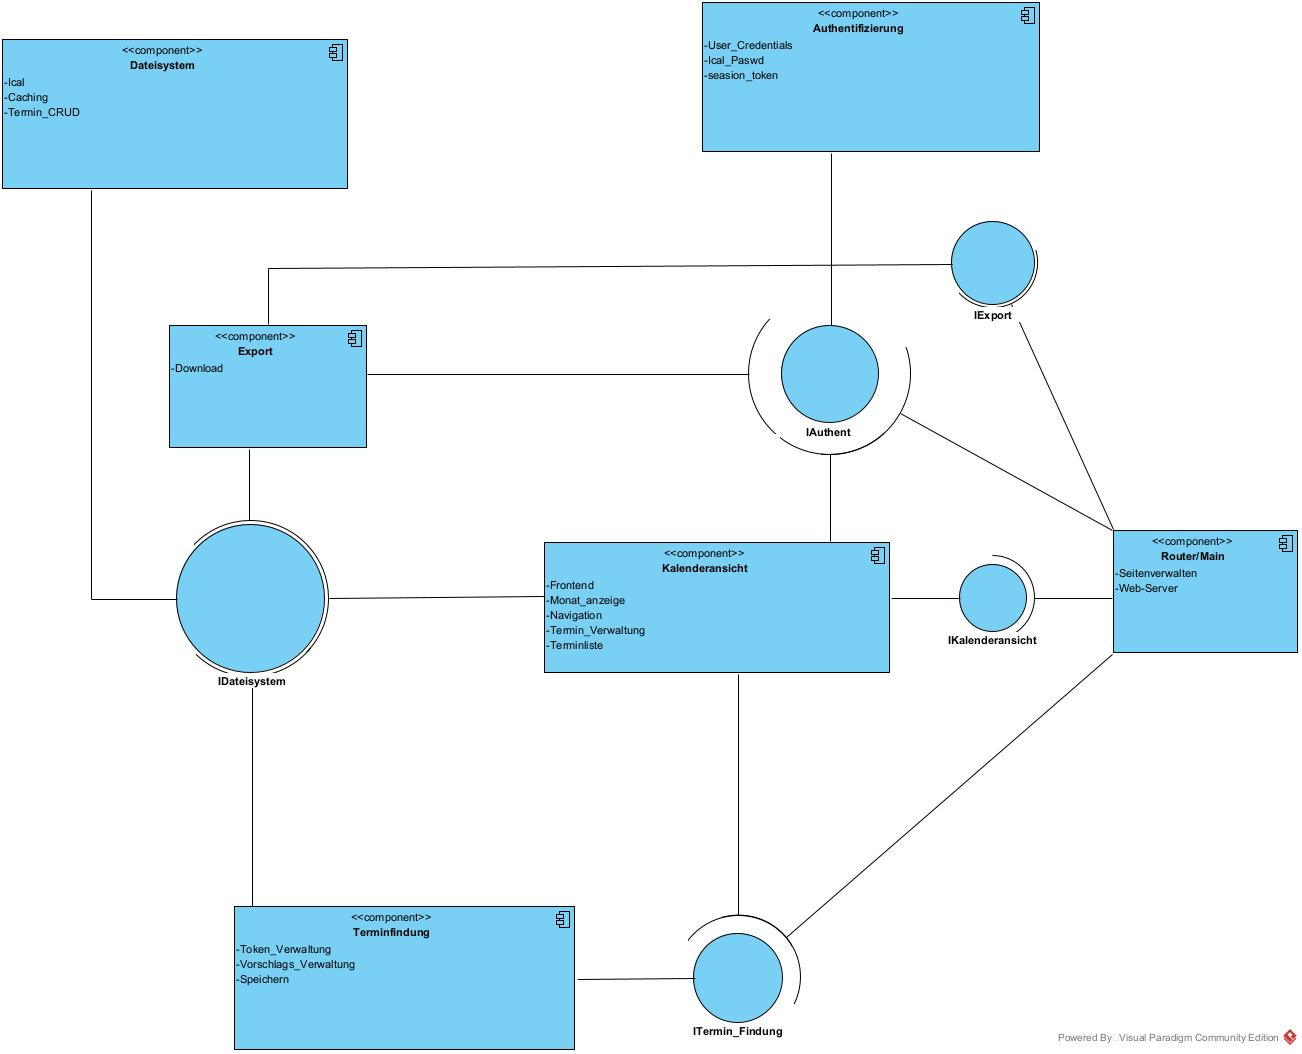 <<component>>
Dateisystem
-Ical
-Caching
-Termin_CRUD
<<component>>
Authentifizierung
-User_Credentials
-Ical_Paswd
-seasion_token
IExport
<<component>>
Export
-Download
IAuthent
<<component>>
Kalenderansicht
-Frontend
-Monat_anzeige
-Navigation
-Termin_Verwaltung
-Terminliste
<<component>>
Router/Main
-Seitenverwalten
-Web-Server
IKalenderansicht
IDateisystem
<<component>>
Terminfindung
-Token_Verwaltung
-Vorschlags_Verwaltung
-Speichern
ITermin_Findung
Powered By Visual Paradigm Community Edition